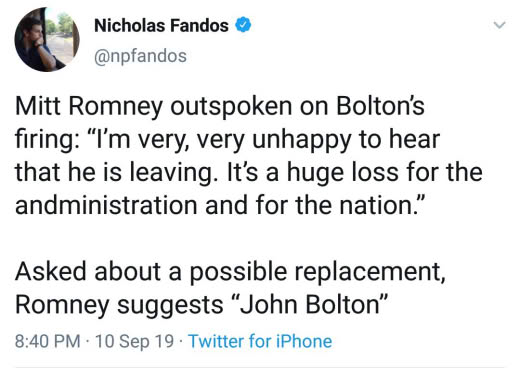 Nicholas Fandos
@npfandos
Mitt Romney outspoken on Bolton's
firing: “I’m very, very unhappy to hear
that he is leaving. It’s a huge loss for the
andministration and for the nation.”
Asked about a possible replacement,
Romney suggests “John Bolton”
8:40 PM · 10 Sep 19 · Twitter for iPhone